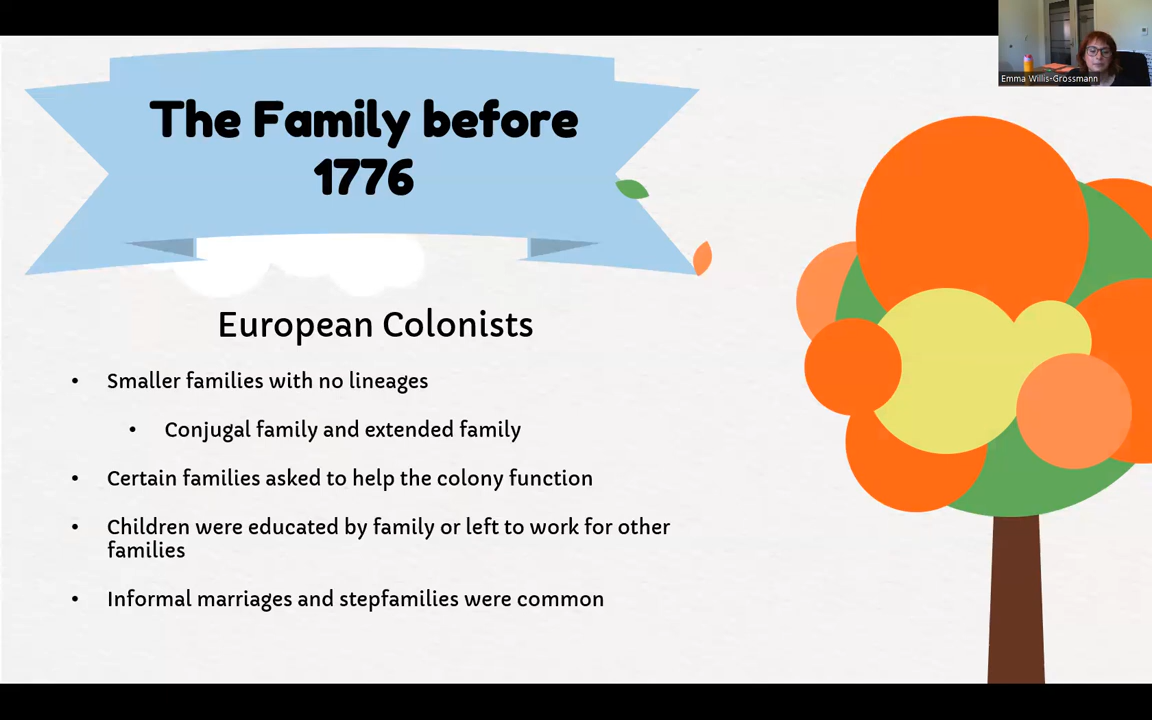 Emma Willis-Grossmann
The Family before
1776
European Colonists
• Smaller families with no lineages
• Conjugal family and extended family
• Certain families asked to help the colony function
• Children were educated by family or left to work for other
families
• Informal marriages and stepfamilies were common